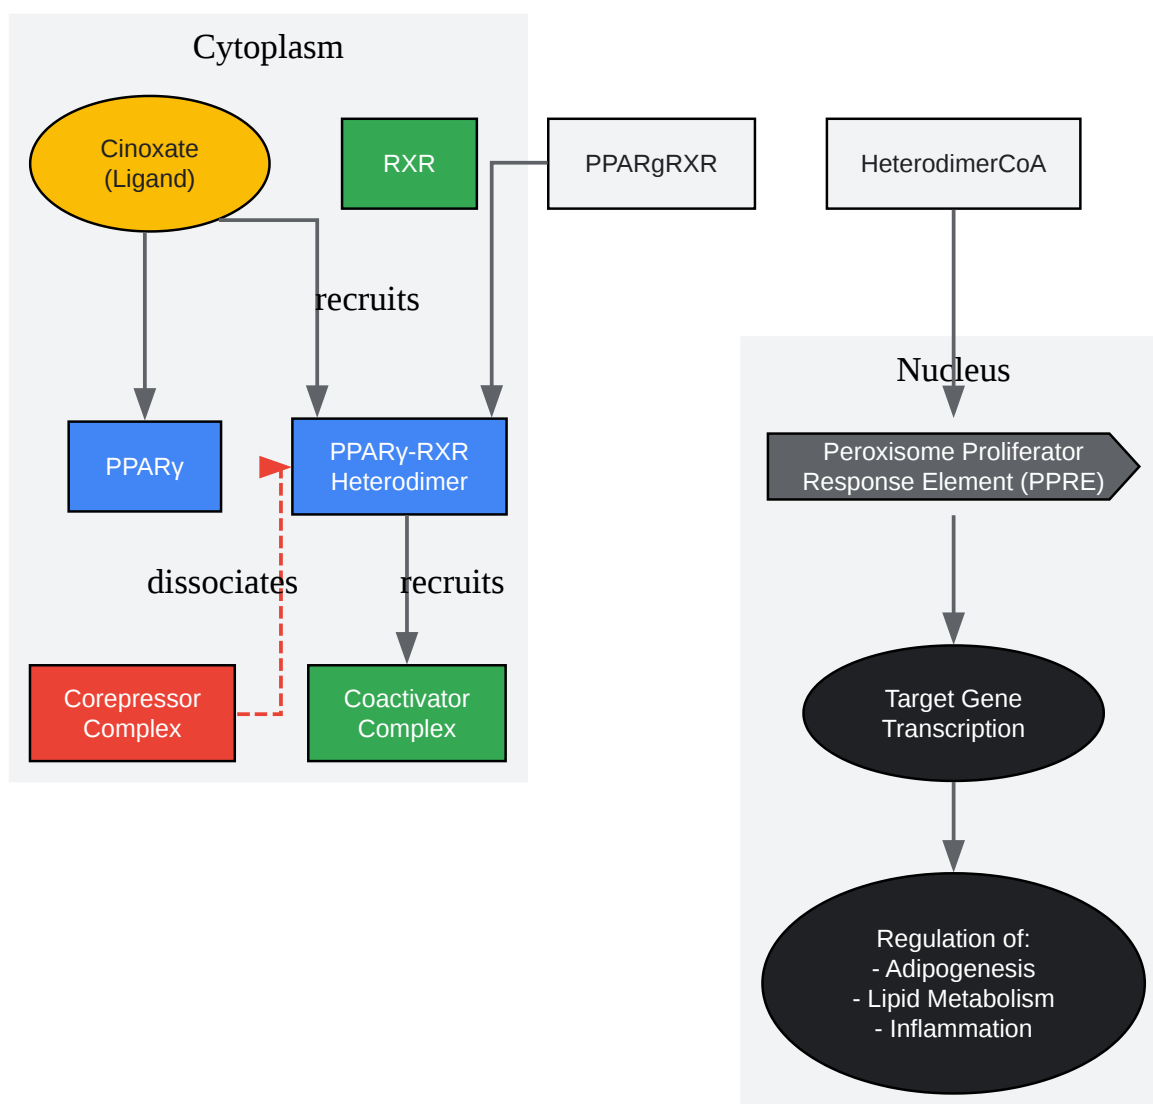 Cytoplasm
Cinoxate
(Ligand)
RXR
PPARgRXR
HeterodimerCoA
recruits
Nucleus
PPARγ
PPARγ-RXR
Heterodimer
Peroxisome Proliferator
Response Element (PPRE)
dissociates
recruits
Corepressor
Complex
Coactivator
Complex
Target Gene
Transcription
Regulation of:
- Adipogenesis
- Lipid Metabolism
- Inflammation